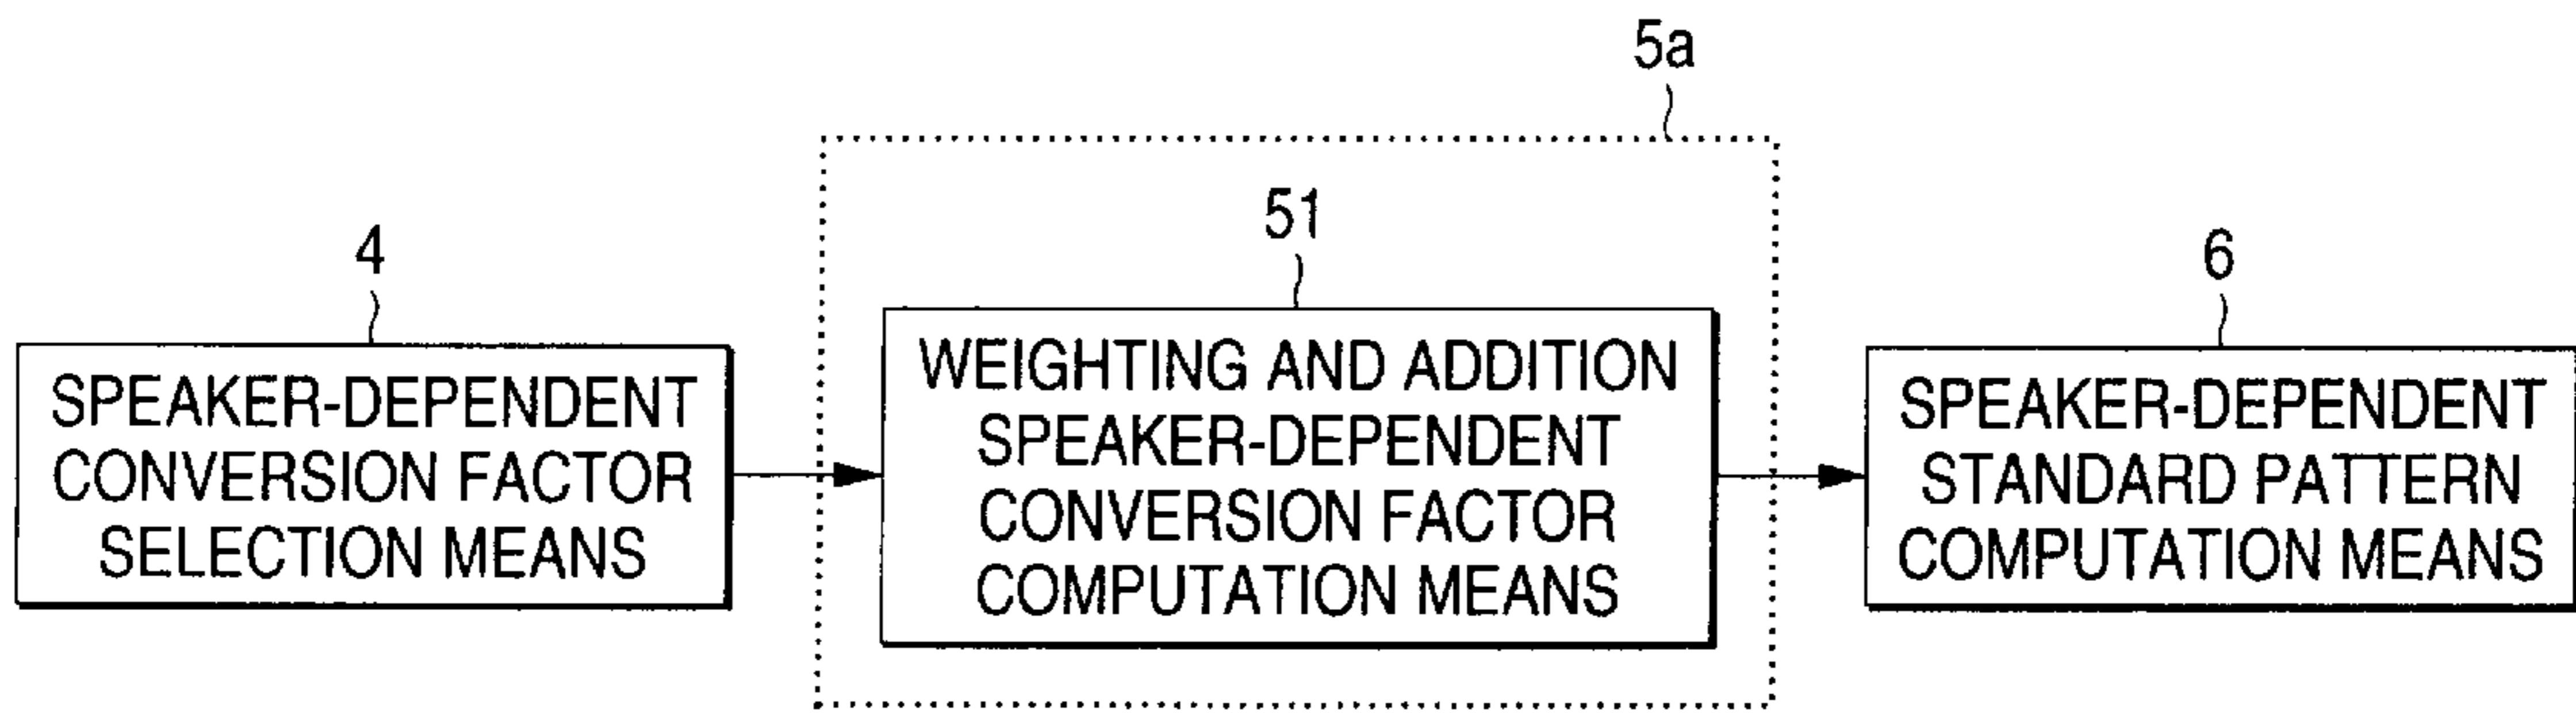 5a
4
SPEAKER-DEPENDENT
CONVERSION FACTOR
SELECTION MEANS
51
WEIGHTING AND ADDITION
SPEAKER-DEPENDENT
CONVERSION FACTOR
COMPUTATION MEANS
6
SPEAKER-DEPENDENT
STANDARD PATTERN
COMPUTATION MEANS